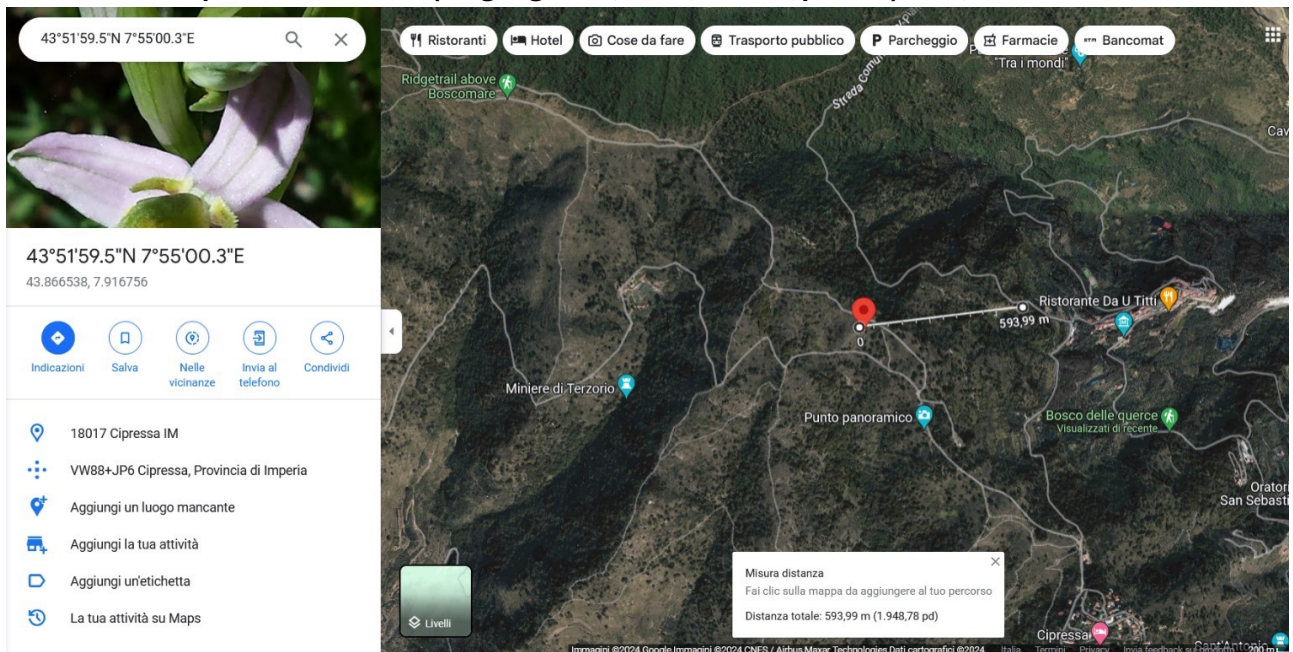 43°51'59.5"N 7°55'00.3"E
43°51'59.5"N 7°55'00.3"E
43.866538, 7.916756
Indicazioni
Salva
Nelle
vicinanze
Invia al
telefono
Condividi
18017 Cipressa IM
VW88+JP6 Cipressa, Provincia di Imperia
Aggiungi un luogo mancante
Aggiungi la tua attività
Aggiungi un'etichetta
La tua attività su Maps
Ristoranti
Hotel
Cose da fare
Trasporto pubblico
P Parcheggio
Farmacie
Bancomat
Ridgetrail above
Boscomare
Strada
"Tra i mondi"
Cav
Ristorante Da U Titti
593,99 m
0
Miniere di Terzorio
Punto panoramico
Bosco delle querce
Visualizzati di recente
Oratori
San Sebasti
Misura distanza
Fai clic sulla mappa da aggiungere al tuo percorso
Distanza totale: 593,99 m (1.948,78 pd)
Livelli
Cipressa
Sant'Antonio
Immagini ©2024 Google Immagini ©2024 CNES / Airbus Maxar Technologies Dati cartografici ©2024 Italia Termini Privacy Invia feedback su 200 m